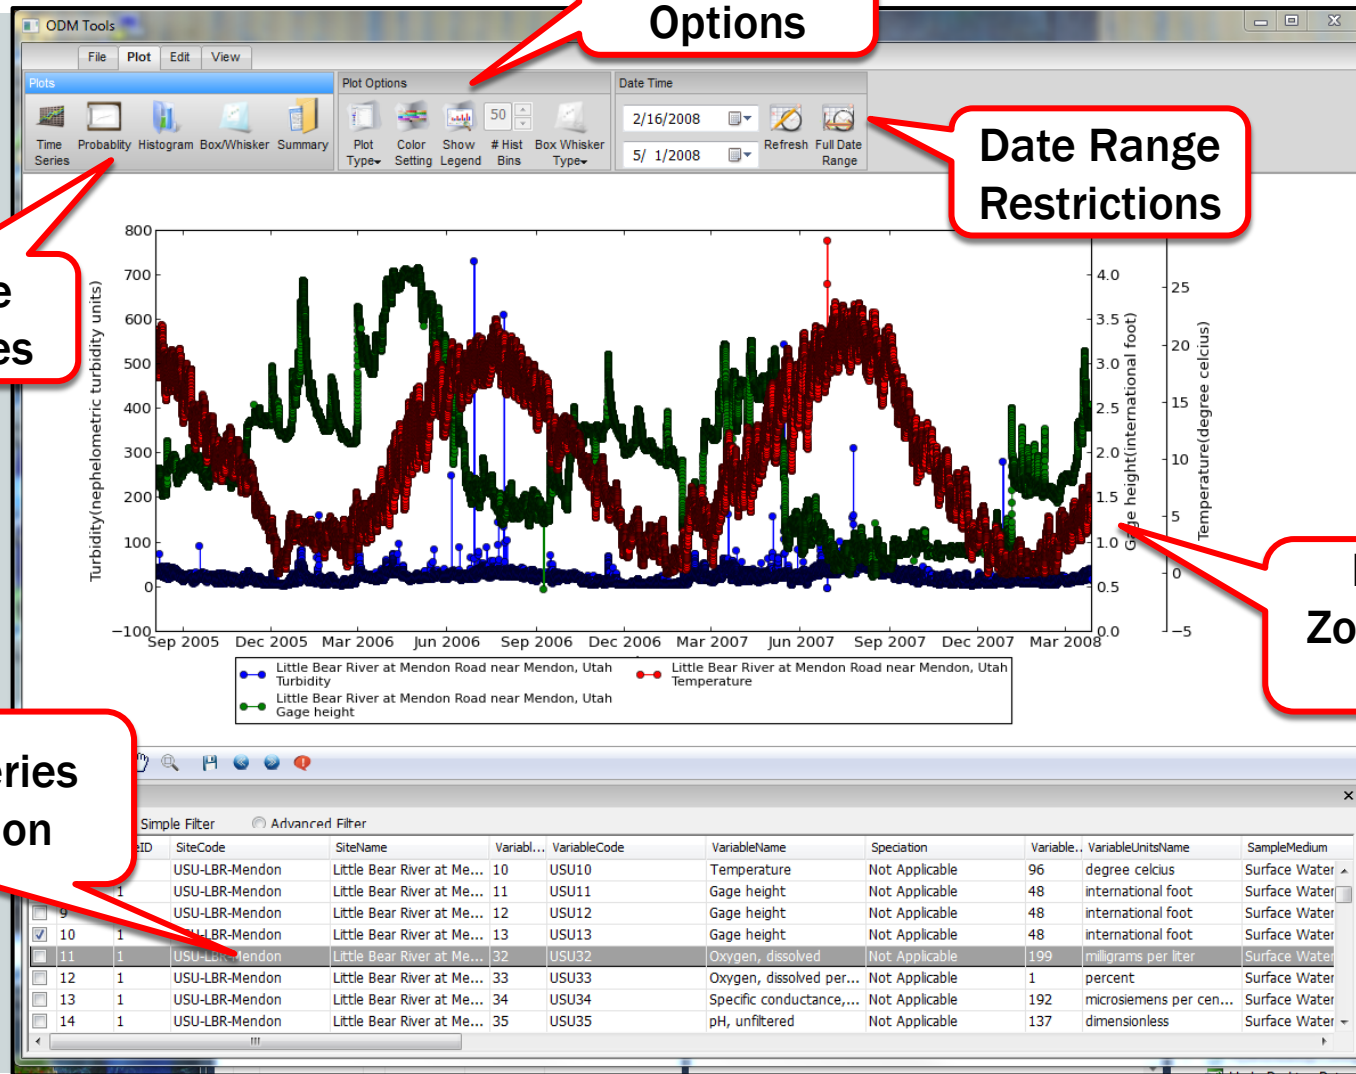 Options
ODM Tools
File Plot Edit View
Plots
Plot Options
Date Time
Time Series
Probablity
Histogram
Box/Whisker
Summary
Plot Type
Color Setting
Show Legend
50
# Hist Bins
Box Whisker Type
2/16/2008
5/ 1/2008
Refresh
Full Date Range
Date Range
Restrictions
Turbidity(nephelometric turbidity units)
800
700
600
500
400
300
200
100
0
−100
4.0
3.5
3.0
2.5
2.0
1.5
1.0
0.5
0.0
Gage height(international foot)
25
20
15
10
5
0
−5
Temperature(degree celcius)
Sep 2005 Dec 2005 Mar 2006 Jun 2006 Sep 2006 Dec 2006 Mar 2007 Jun 2007 Sep 2007 Dec 2007 Mar 2008
Little Bear River at Mendon Road near Mendon, Utah
Turbidity
Little Bear River at Mendon Road near Mendon, Utah
Gage height
Little Bear River at Mendon Road near Mendon, Utah
Temperature
Zo
eries
on
Simple Filter Advanced Filter
eID SiteCode SiteName Variabl... VariableCode VariableName Speciation Variable.. VariableUnitsName SampleMedium
USU-LBR-Mendon Little Bear River at Me... 10 USU10 Temperature Not Applicable 96 degree celcius Surface Water
1 USU-LBR-Mendon Little Bear River at Me... 11 USU11 Gage height Not Applicable 48 international foot Surface Water
9 USU-LBR-Mendon Little Bear River at Me... 12 USU12 Gage height Not Applicable 48 international foot Surface Water
10 1 USU-LBR-Mendon Little Bear River at Me... 13 USU13 Gage height Not Applicable 48 international foot Surface Water
11 1 USU-LBR-Mendon Little Bear River at Me... 32 USU32 Oxygen, dissolved Not Applicable 199 milligrams per liter Surface Water
12 1 USU-LBR-Mendon Little Bear River at Me... 33 USU33 Oxygen, dissolved per... Not Applicable 1 percent Surface Water
13 1 USU-LBR-Mendon Little Bear River at Me... 34 USU34 Specific conductance,... Not Applicable 192 microsiemens per cen... Surface Water
14 1 USU-LBR-Mendon Little Bear River at Me... 35 USU35 pH, unfiltered Not Applicable 137 dimensionless Surface Water